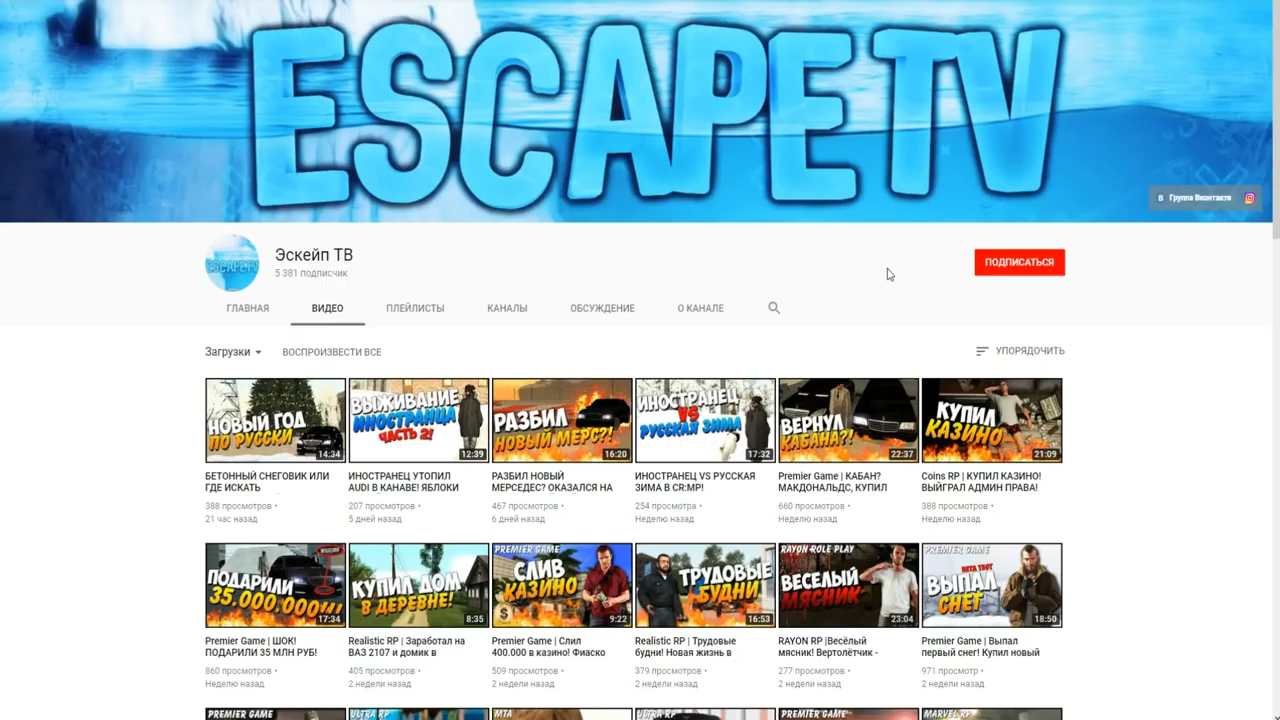 ESCAPETV
В Группа Вконтакте
ESCAPETV
Эскейп ТВ
5 381 подписчик
ПОДПИСАТЬСЯ
ГЛАВНАЯ ВИДЕО ПЛЕЙЛИСТЫ КАНАЛЫ ОБСУЖДЕНИЕ О КАНАЛЕ
Загрузки ВОСПРОИЗВЕСТИ ВСЕ УПОРЯДОЧИТЬ
НОВЫЙ ГОД
ПО РУССКИ
14:34
ВЫЖИВАНИЕ
ИНОСТРАНЦА
ЧАСТЬ 2!
12:39
РАЗБИЛ
НОВЫЙ МЕРС?!
16:20
ИНОСТРАНЕЦ
VS
РУССКАЯ ЗИМА
17:32
ВЕРНУЛ
КАБАНА?!
22:37
КУПИЛ
КАЗИНО
21:09
БЕТОННЫЙ СНЕГОВИК ИЛИ
ГДЕ ИСКАТЬ
388 просмотров •
21 час назад
ИНОСТРАНЕЦ УТОПИЛ
AUDI В КАНАВЕ! ЯБЛОКИ
207 просмотров •
5 дней назад
РАЗБИЛ НОВЫЙ
МЕРСЕДЕС? ОКАЗАЛСЯ НА
467 просмотров •
6 дней назад
ИНОСТРАНЕЦ VS РУССКАЯ
ЗИМА В CR:MP!
254 просмотра •
Неделю назад
Premier Game | КАБАН?
МАКДОНАЛЬДС, КУПИЛ
660 просмотров •
Неделю назад
Coins RP | КУПИЛ КАЗИНО!
ВЫЙГРАЛ АДМИН ПРАВА!
388 просмотров •
Неделю назад
ПОДАРИЛИ
35.000.000!!!
17:34
КУПИЛ ДОМ
В ДЕРЕВНЕ!
8:35
PREMIER GAME
СЛИВ
КАЗИНО
$
9:22
ТРУДОВЫЕ
БУДНИ
16:53
RAYON ROLE PLAY
ВЕСЕЛЫЙ
МЯСНИК
23:04
PREMIER GAME
BETA TEST
ВЫПАЛ
СНЕГ
18:50
Premier Game | ШОК!
ПОДАРИЛИ 35 МЛН РУБ!
860 просмотров •
Неделю назад
Realistic RP | Заработал на
ВАЗ 2107 и домик в
405 просмотров •
2 недели назад
Premier Game | Слил
400.000 в казино! Фиаско
509 просмотров •
2 недели назад
Realistic RP | Трудовые
будни! Новая жизнь в
379 просмотров •
2 недели назад
RAYON RP |Весёлый
мясник! Вертолётчик -
277 просмотров •
2 недели назад
Premier Game | Выпал
первый снег! Купил новый
971 просмотр •
2 недели назад
PREMIER GAME
ULTRA RP
MTA
ULTRA RP
PREMIER GAME
MARVEL RP